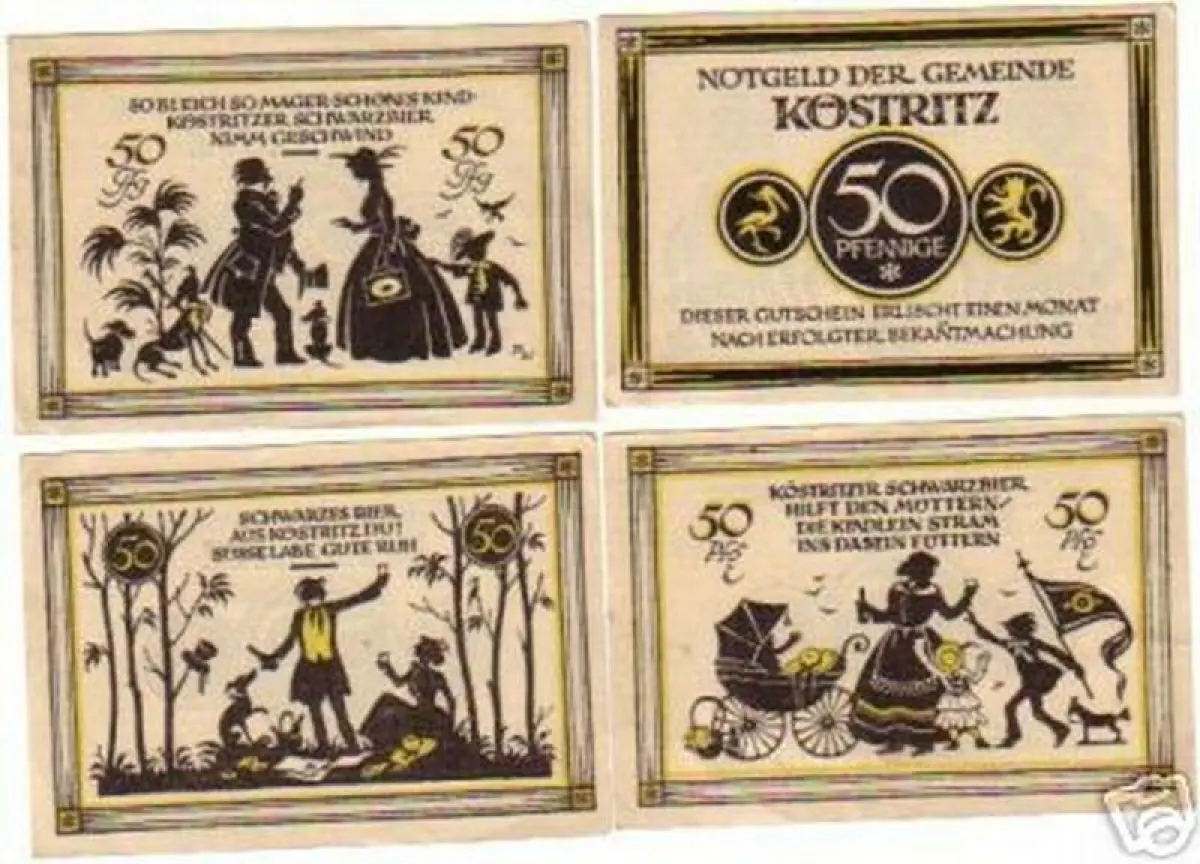 SO BLEICH SO MAGER · SCHÖNES KIND ·
KÖSTRITZER SCHWARZBIER
NIMM GESCHWIND
50
Pfg
50
Pfg
NOTGELD DER GEMEINDE
KÖSTRITZ
50
PFENNIGE
DIESER GUTSCHEIN ERLISCHT EINEN MONAT
NACH ERFOLGTER BEKAÑTMACHUNG
SCHWARZES BIER
AUS KÖSTRITZ DU!
SÜSSE LABE GUTE RUH
50
50
KÖSTRITZER SCHWARZBIER
HILFT DEN MÜTTERN/
DIE KINDLEIN STRAM
INS DASEIN FÜTTERN
50
Pfg
50
Pfg